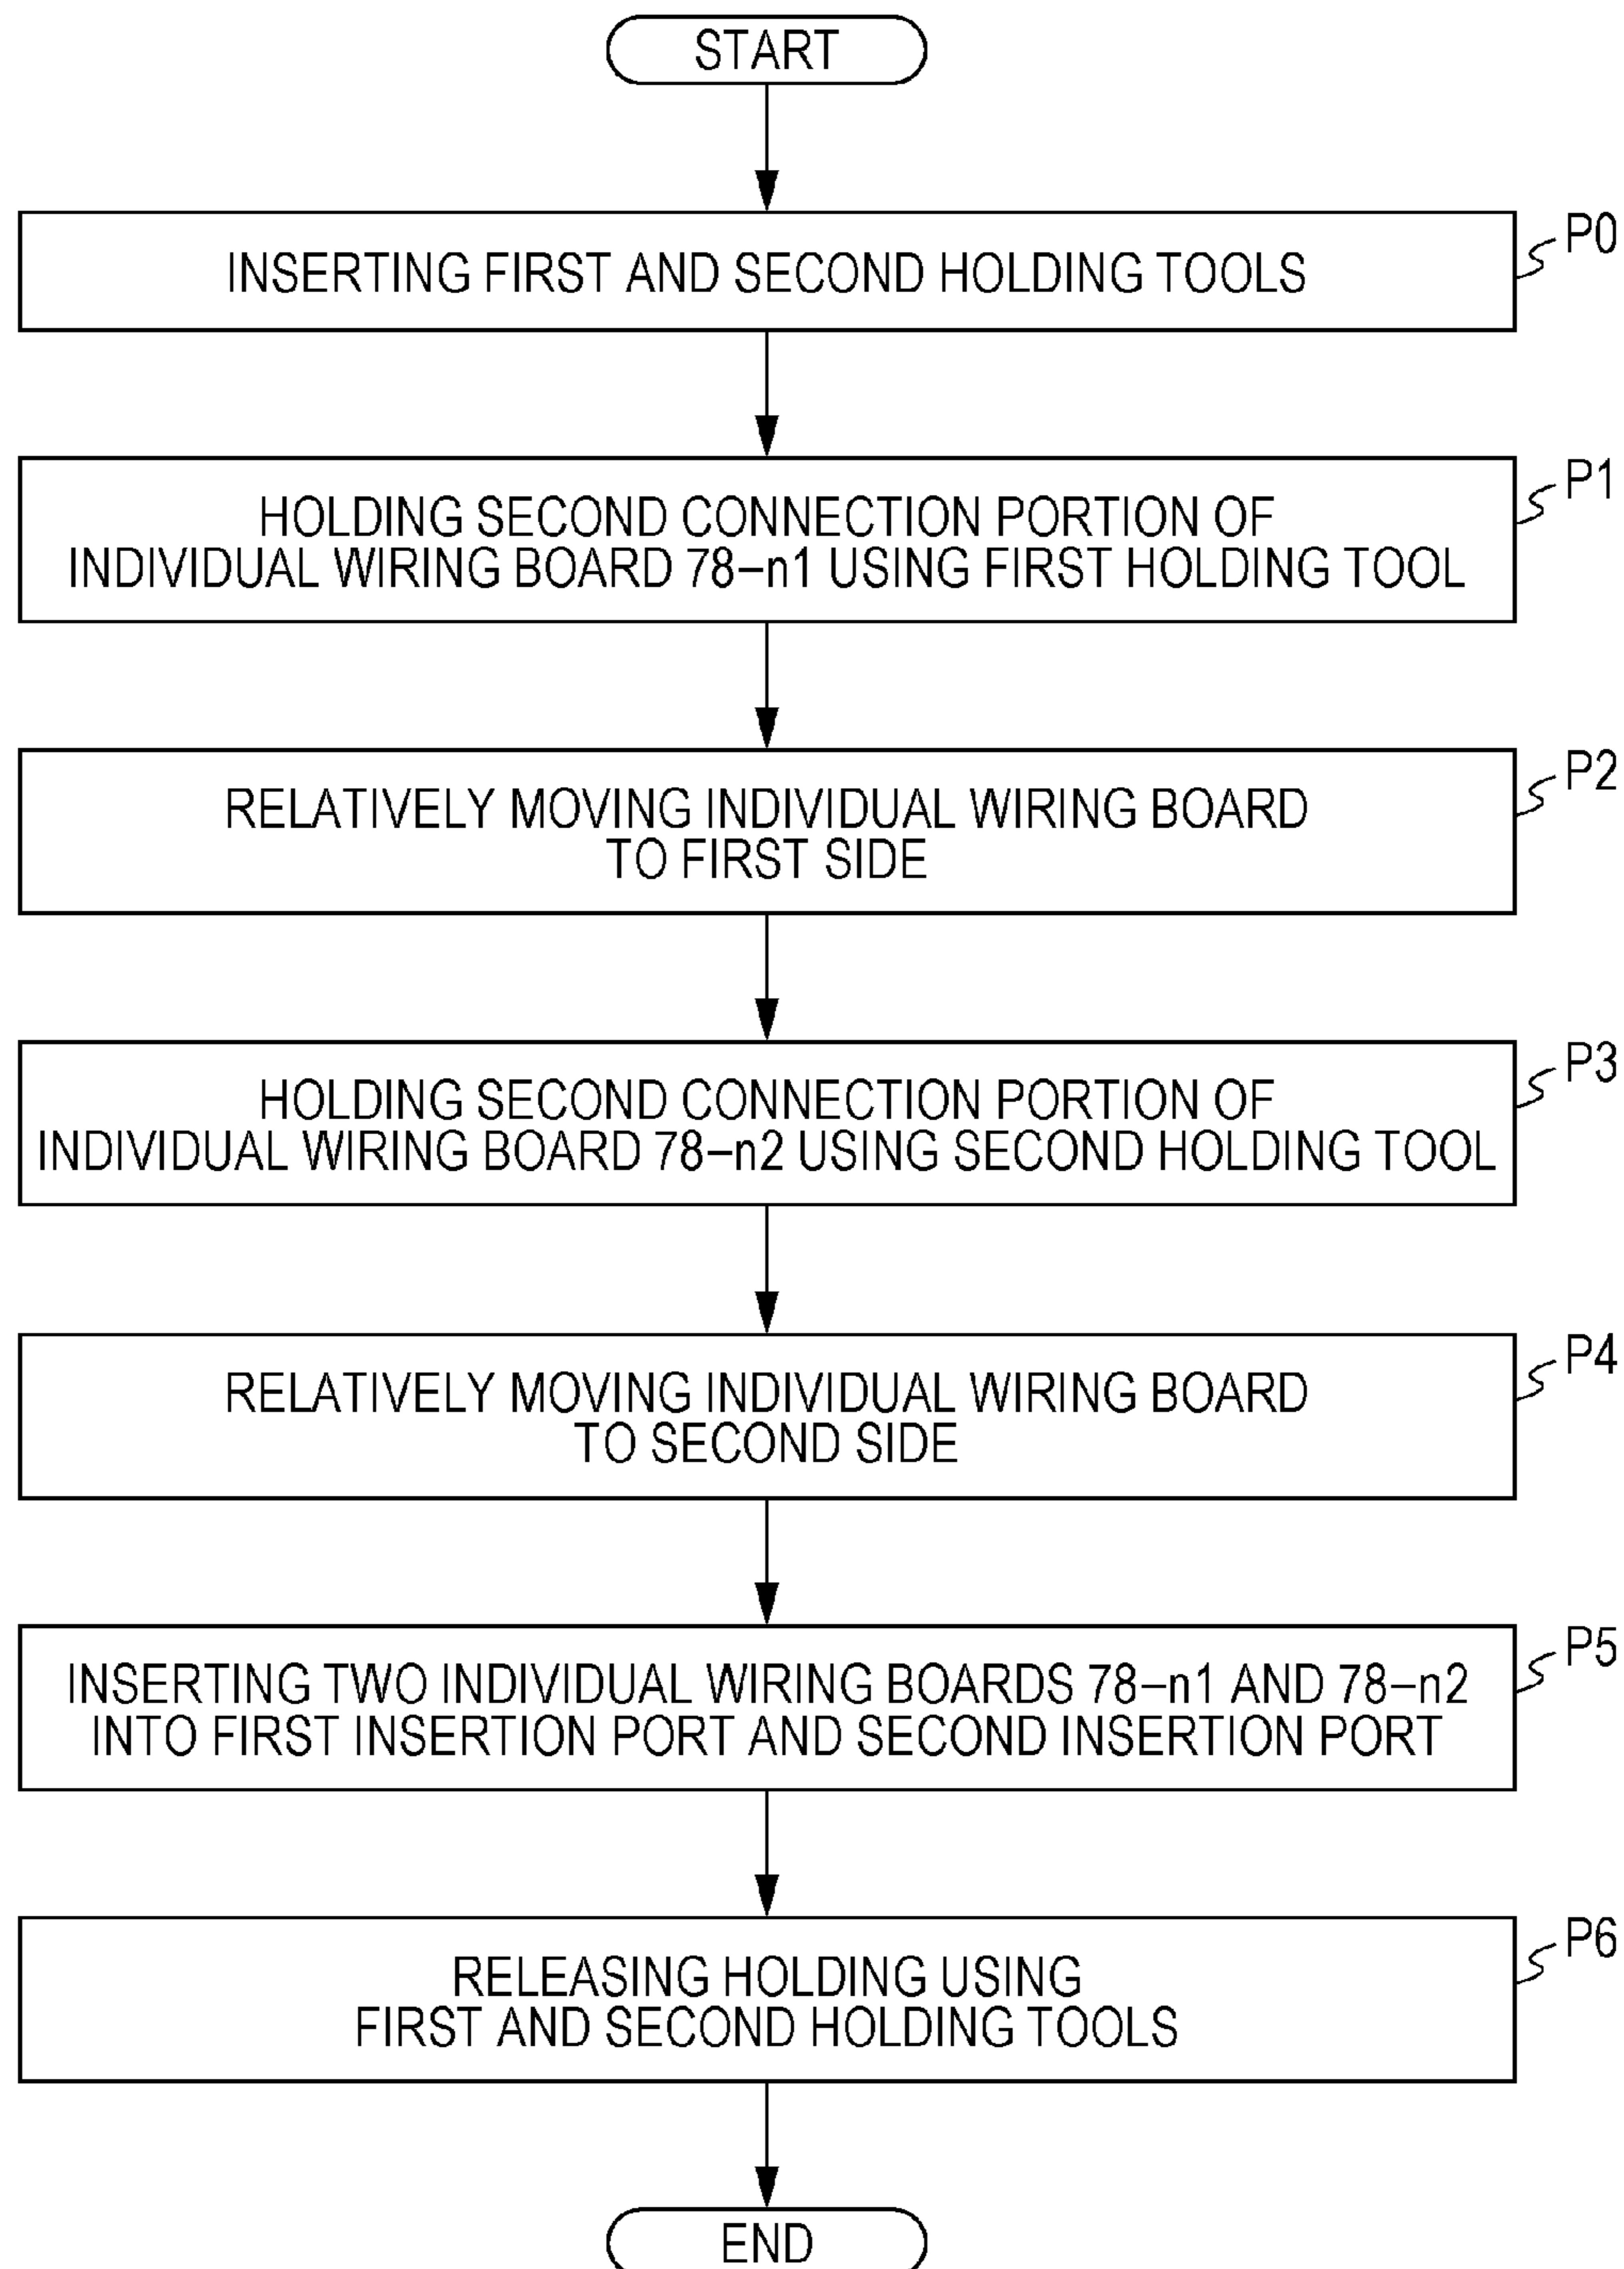 START
P0
INSERTING FIRST AND SECOND HOLDING TOOLS
P1
HOLDING SECOND CONNECTION PORTION OF
INDIVIDUAL WIRING BOARD 78-n1 USING FIRST HOLDING TOOL
P2
RELATIVELY MOVING INDIVIDUAL WIRING BOARD
TO FIRST SIDE
P3
HOLDING SECOND CONNECTION PORTION OF
INDIVIDUAL WIRING BOARD 78-n2 USING SECOND HOLDING TOOL
P4
RELATIVELY MOVING INDIVIDUAL WIRING BOARD
TO SECOND SIDE
P5
INSERTING TWO INDIVIDUAL WIRING BOARDS 78-n1 AND 78-n2
INTO FIRST INSERTION PORT AND SECOND INSERTION PORT
P6
RELEASING HOLDING USING
FIRST AND SECOND HOLDING TOOLS
END